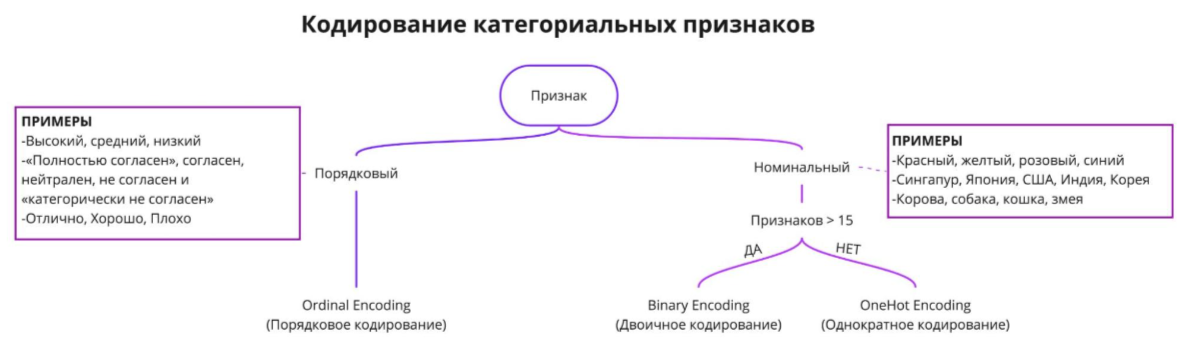 Кодирование категориальных признаков
Признак
ПРИМЕРЫ
-Высокий, средний, низкий
-«Полностью согласен», согласен,
нейтрален, не согласен и
«категорически не согласен»
-Отлично, Хорошо, Плохо
Порядковый
Номинальный
ПРИМЕРЫ
-Красный, желтый, розовый, синий
-Сингапур, Япония, США, Индия, Корея
-Корова, собака, кошка, змея
Признаков > 15
ДА
НЕТ
Ordinal Encoding
(Порядковое кодирование)
Binary Encoding
(Двоичное кодирование)
OneHot Encoding
(Однократное кодирование)